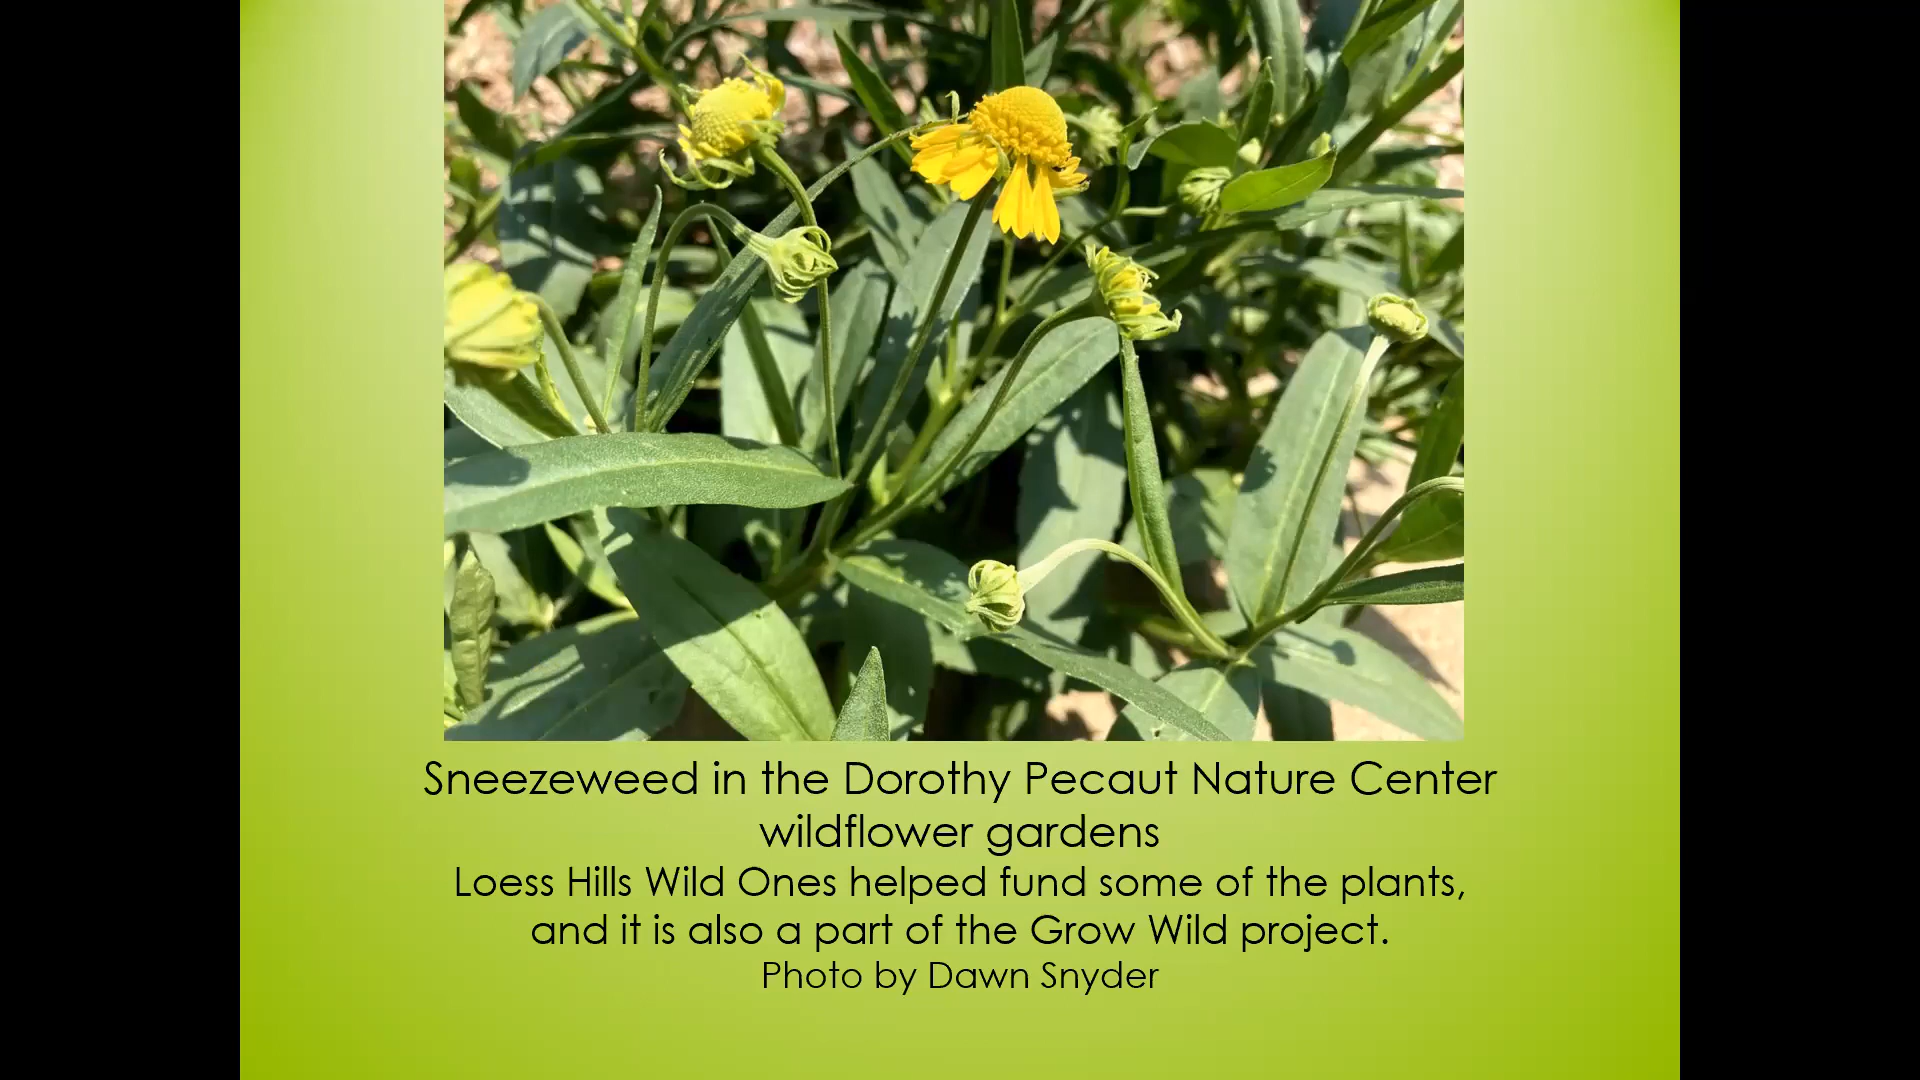 Sneezeweed in the Dorothy Pecaut Nature Center
wildflower gardens
Loess Hills Wild Ones helped fund some of the plants,
and it is also a part of the Grow Wild project.
Photo by Dawn Snyder